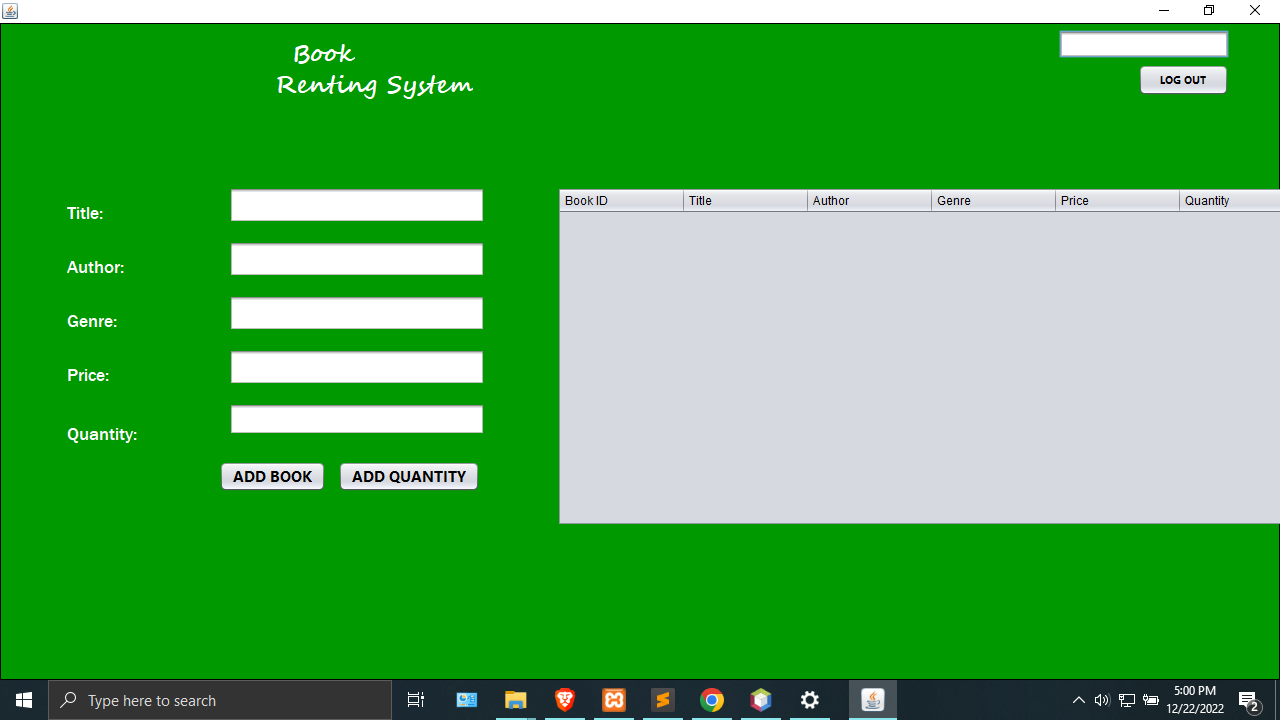 Book
Renting System
LOG OUT
Title:
Author:
Genre:
Price:
Quantity:
ADD BOOK ADD QUANTITY
Book ID Title Author Genre Price Quantity
Type here to search
5:00 PM
12/22/2022
2